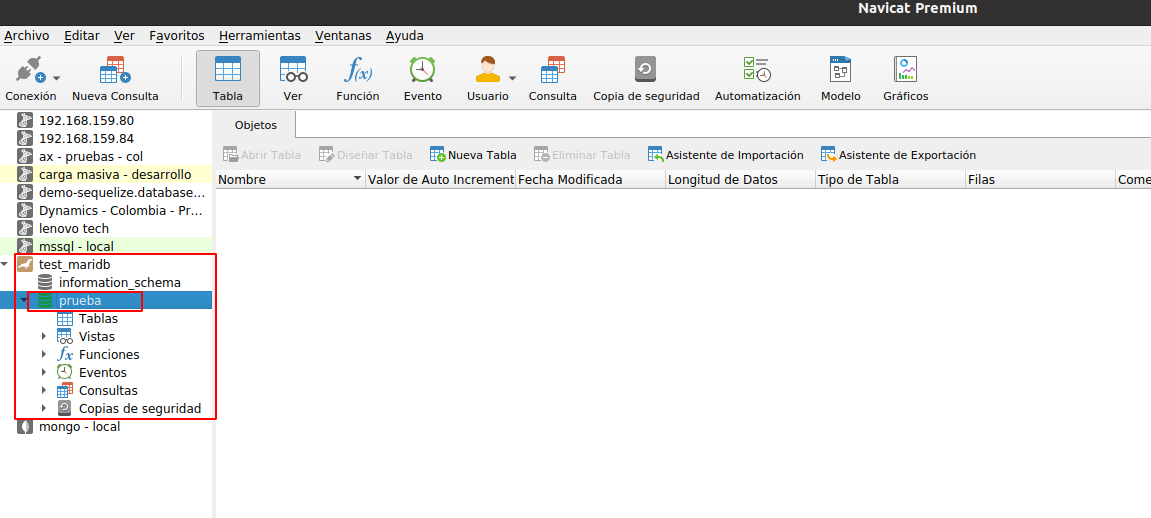 Navicat Premium
Archivo Editar Ver Favoritos Herramientas Ventanas Ayuda
Conexión Nueva Consulta Tabla Ver Función Evento Usuario Consulta Copia de seguridad Automatización Modelo Gráficos
192.168.159.80
192.168.159.84
ax - pruebas - col
carga masiva - desarrollo
demo-sequelize.database...
Dynamics - Colombia - Pr...
lenovo tech
mssql - local
test_maridb
information_schema
prueba
Tablas
Vistas
Funciones
Eventos
Consultas
Copias de seguridad
mongo - local
Objetos
Abrir Tabla Diseñar Tabla Nueva Tabla Eliminar Tabla Asistente de Importación Asistente de Exportación
Nombre Valor de Auto Increment Fecha Modificada Longitud de Datos Tipo de Tabla Filas Come